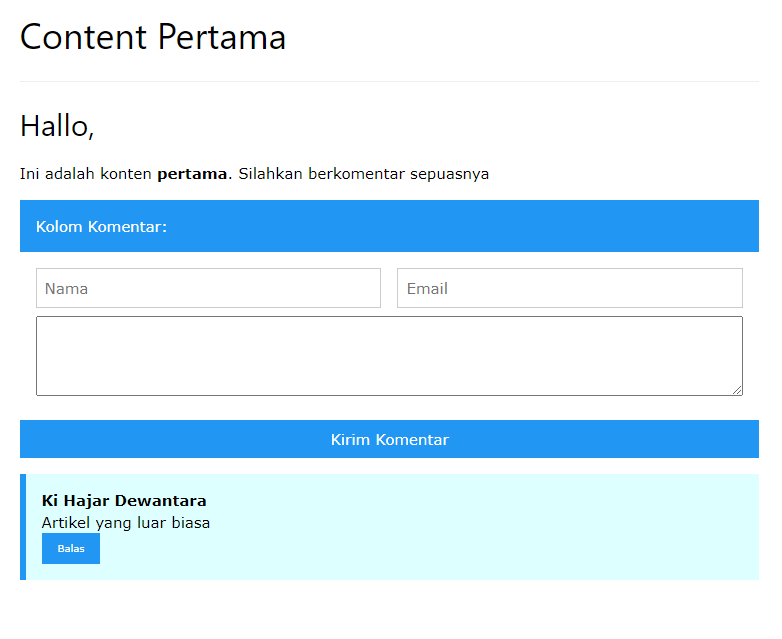 Content Pertama
Hallo,
Ini adalah konten pertama. Silahkan berkomentar sepuasnya
Kolom Komentar:
Nama
Email
Kirim Komentar
Ki Hajar Dewantara
Artikel yang luar biasa
Balas